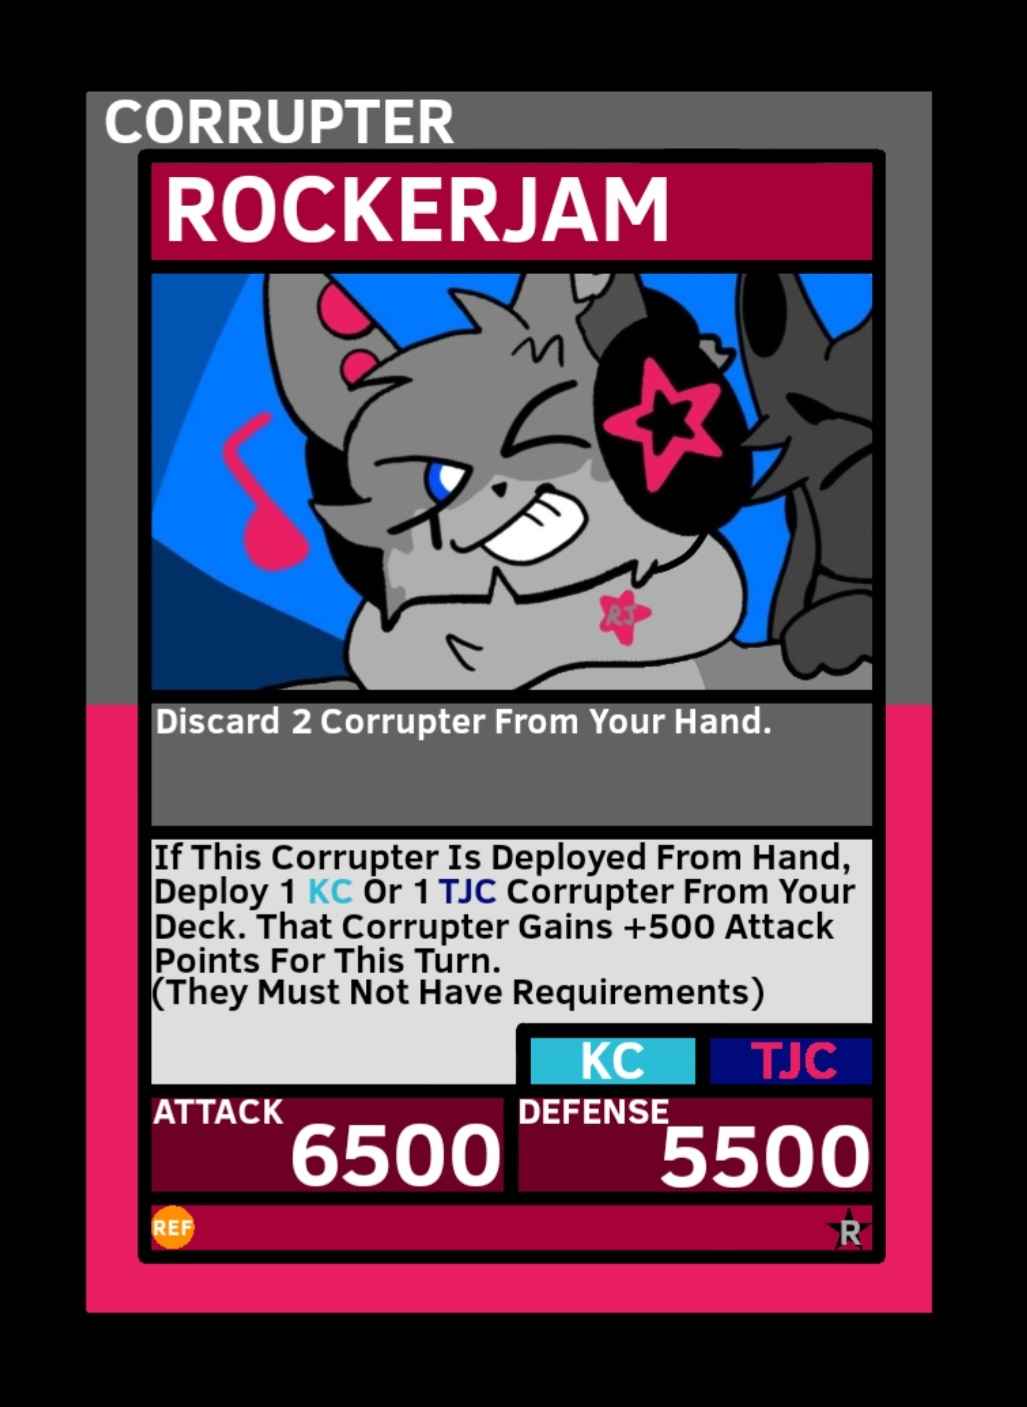 CORRUPTER
ROCKERJAM
RJ
Discard 2 Corrupter From Your Hand.
If This Corrupter Is Deployed From Hand,
Deploy 1 KC Or 1 TJC Corrupter From Your
Deck. That Corrupter Gains +500 Attack
Points For This Turn.
(They Must Not Have Requirements)
KC TJC
ATTACK DEFENSE
6500 5500
REF R